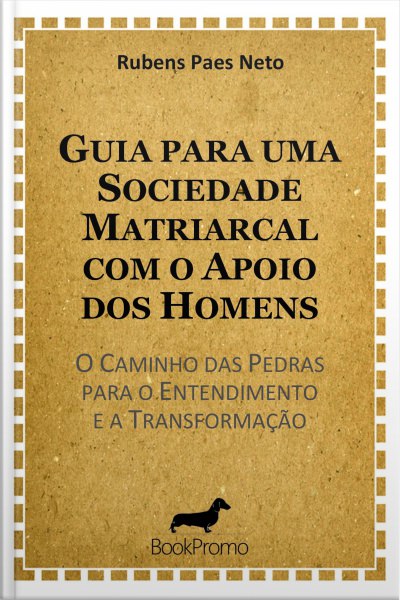 Rubens Paes Neto
Guia para uma
Sociedade
Matriarcal
com o Apoio
dos Homens
O Caminho das Pedras
para o Entendimento
e a Transformação
BookPromo